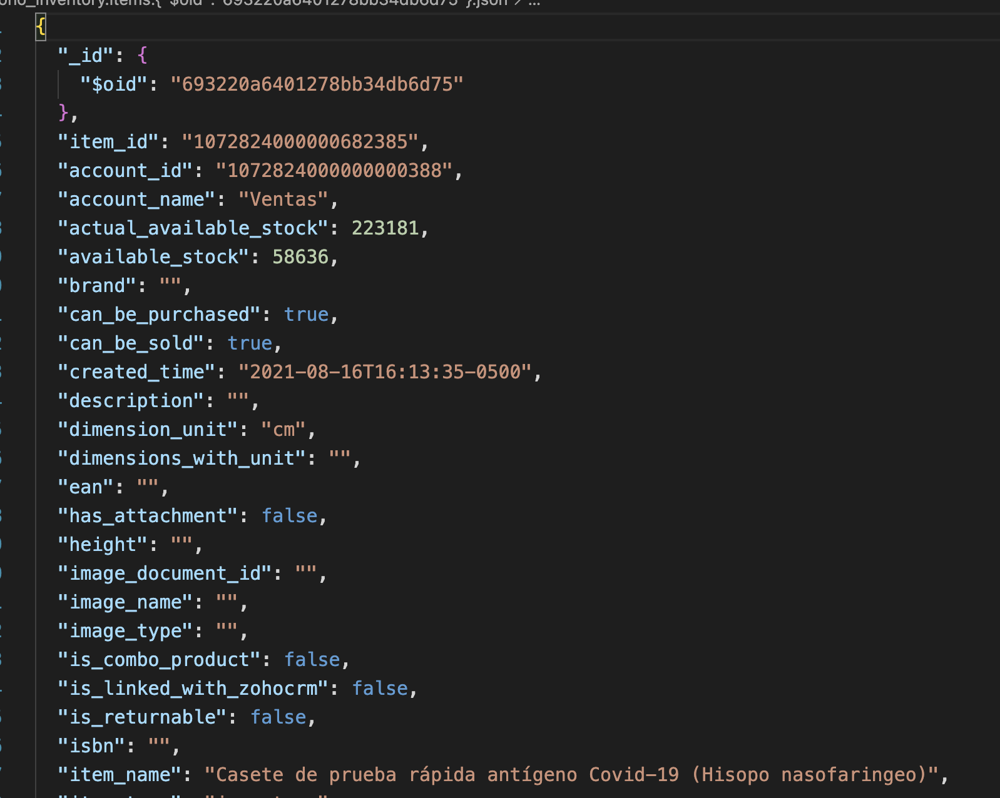 _inventory.items:{ "$oid": "693220a6401278bb34db6d75" }.json > ...
{
"_id": {
"$oid": "693220a6401278bb34db6d75"
},
"item_id": "1072824000000682385",
"account_id": "1072824000000000388",
"account_name": "Ventas",
"actual_available_stock": 223181,
"available_stock": 58636,
"brand": "",
"can_be_purchased": true,
"can_be_sold": true,
"created_time": "2021-08-16T16:13:35-0500",
"description": "",
"dimension_unit": "cm",
"dimensions_with_unit": "",
"ean": "",
"has_attachment": false,
"height": "",
"image_document_id": "",
"image_name": "",
"image_type": "",
"is_combo_product": false,
"is_linked_with_zohocrm": false,
"is_returnable": false,
"isbn": "",
"item_name": "Casete de prueba rápida antígeno Covid-19 (Hisopo nasofaringeo)",